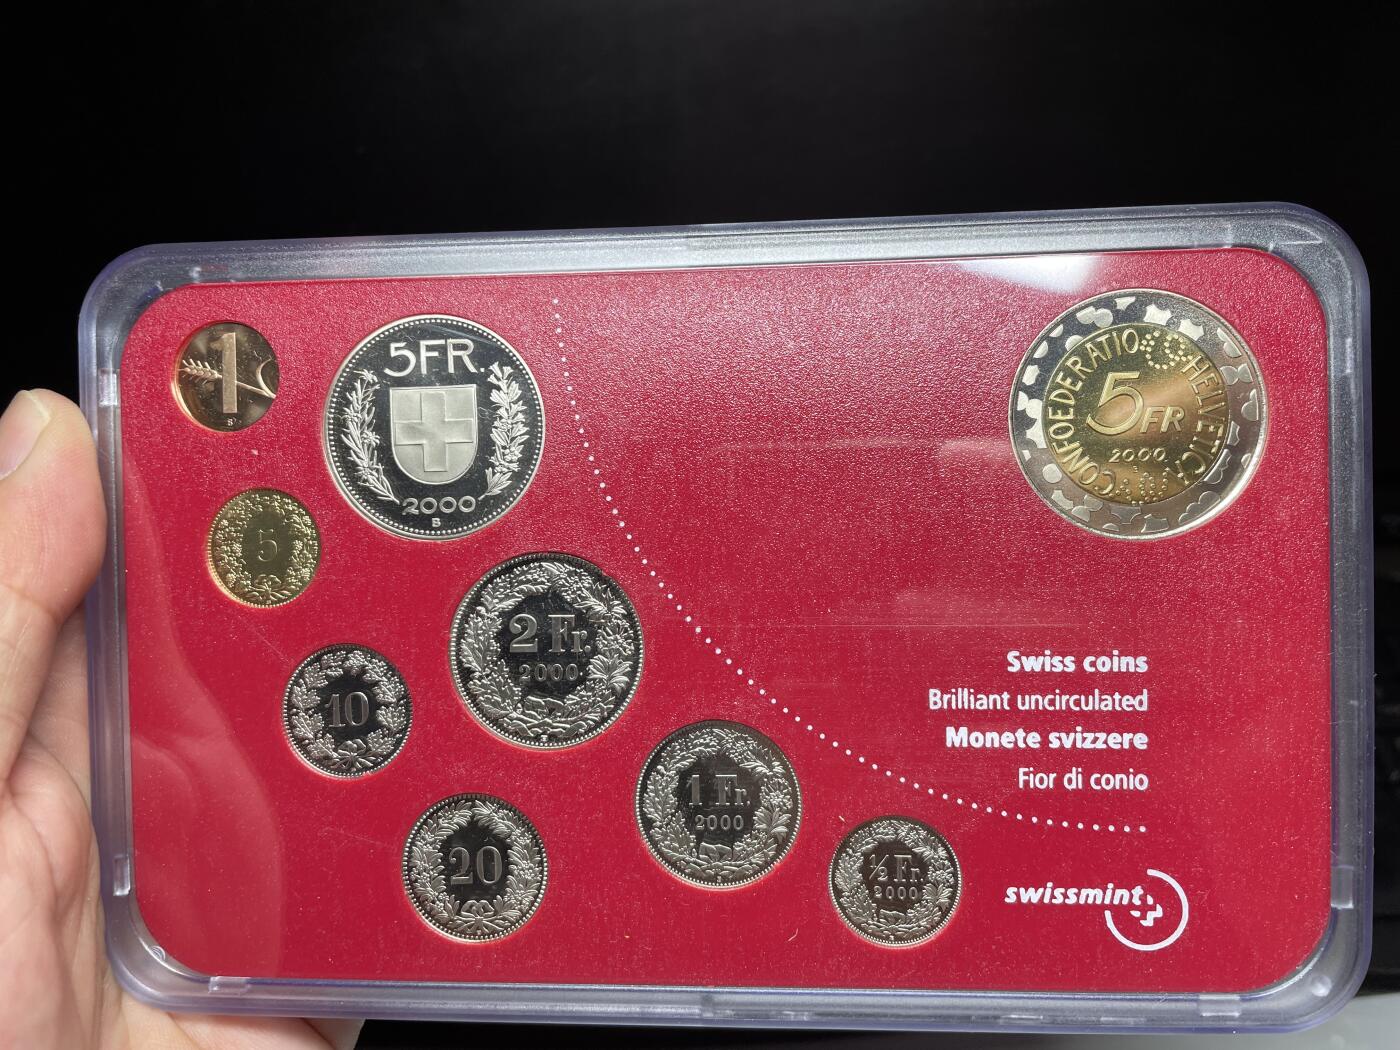 1
B
5FR.
2000
B
CONFOEDERATIO HELVETICA
5FR
2000
5
2 Fr.
2000
10
1 Fr.
2000
20
½ Fr.
2000
Swiss coins
Brilliant uncirculated
Monete svizzere
Fior di conio
swissmint